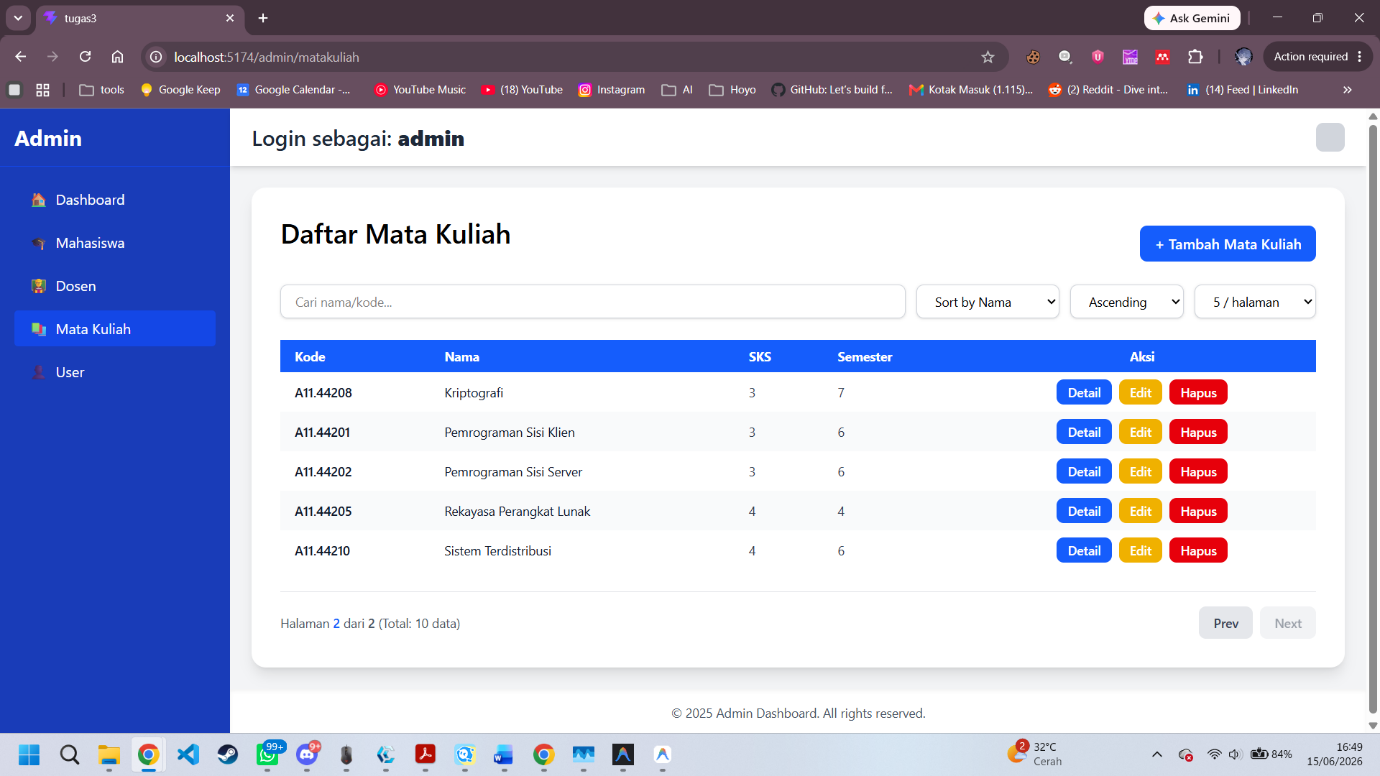 tugas3
Ask Gemini
localhost:5174/admin/matakuliah
Action required
tools
Google Keep
Google Calendar -...
YouTube Music
(18) YouTube
Instagram
AI
Hoyo
GitHub: Let's build f...
Kotak Masuk (1.115)...
(2) Reddit - Dive int...
(14) Feed | LinkedIn
Admin
Login sebagai: admin
Dashboard
Mahasiswa
Dosen
Mata Kuliah
User
Daftar Mata Kuliah
+ Tambah Mata Kuliah
Cari nama/kode...
Sort by Nama
Ascending
5 / halaman
Kode Nama SKS Semester Aksi
A11.44208 Kriptografi 3 7 Detail Edit Hapus
A11.44201 Pemrograman Sisi Klien 3 6 Detail Edit Hapus
A11.44202 Pemrograman Sisi Server 3 6 Detail Edit Hapus
A11.44205 Rekayasa Perangkat Lunak 4 4 Detail Edit Hapus
A11.44210 Sistem Terdistribusi 4 6 Detail Edit Hapus
Halaman 2 dari 2 (Total: 10 data)
Prev Next
© 2025 Admin Dashboard. All rights reserved.
99+
9+
2
32°C
Cerah
84%
16:49
15/06/2026